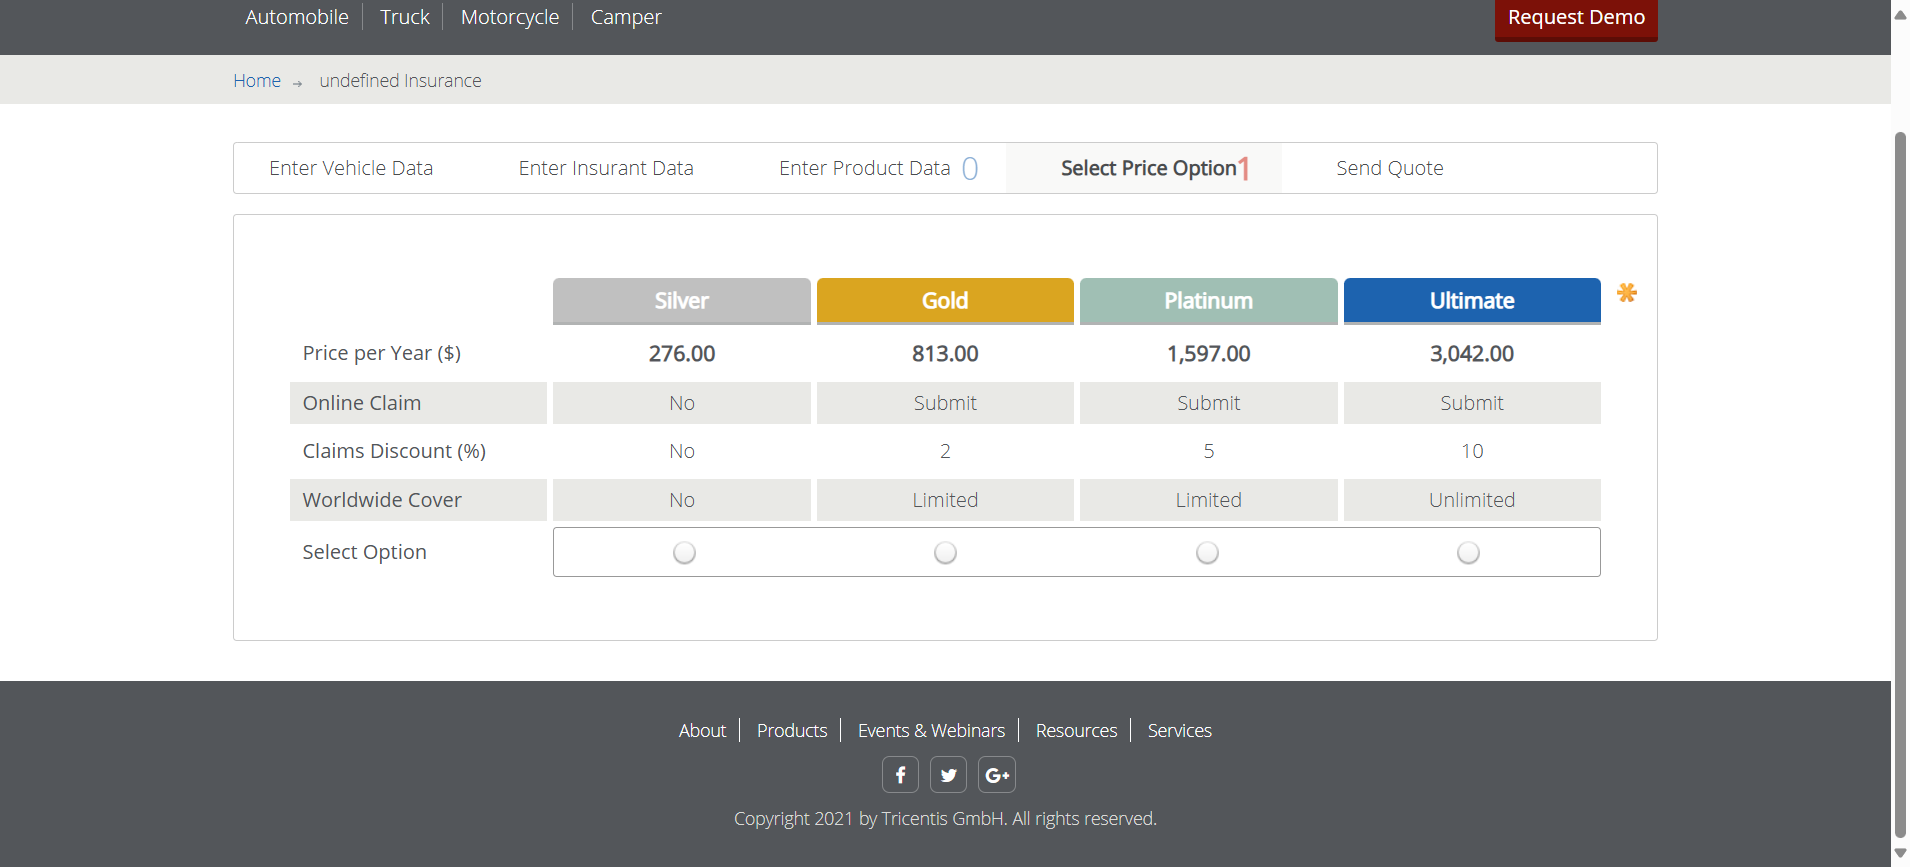 Automobile Truck Motorcycle Camper Request Demo
Home → undefined Insurance
Enter Vehicle Data Enter Insurant Data Enter Product Data 0 Select Price Option 1 Send Quote
Silver Gold Platinum Ultimate *
Price per Year ($) 276.00 813.00 1,597.00 3,042.00
Online Claim No Submit Submit Submit
Claims Discount (%) No 2 5 10
Worldwide Cover No Limited Limited Unlimited
Select Option
About Products Events & Webinars Resources Services
f G+
Copyright 2021 by Tricentis GmbH. All rights reserved.